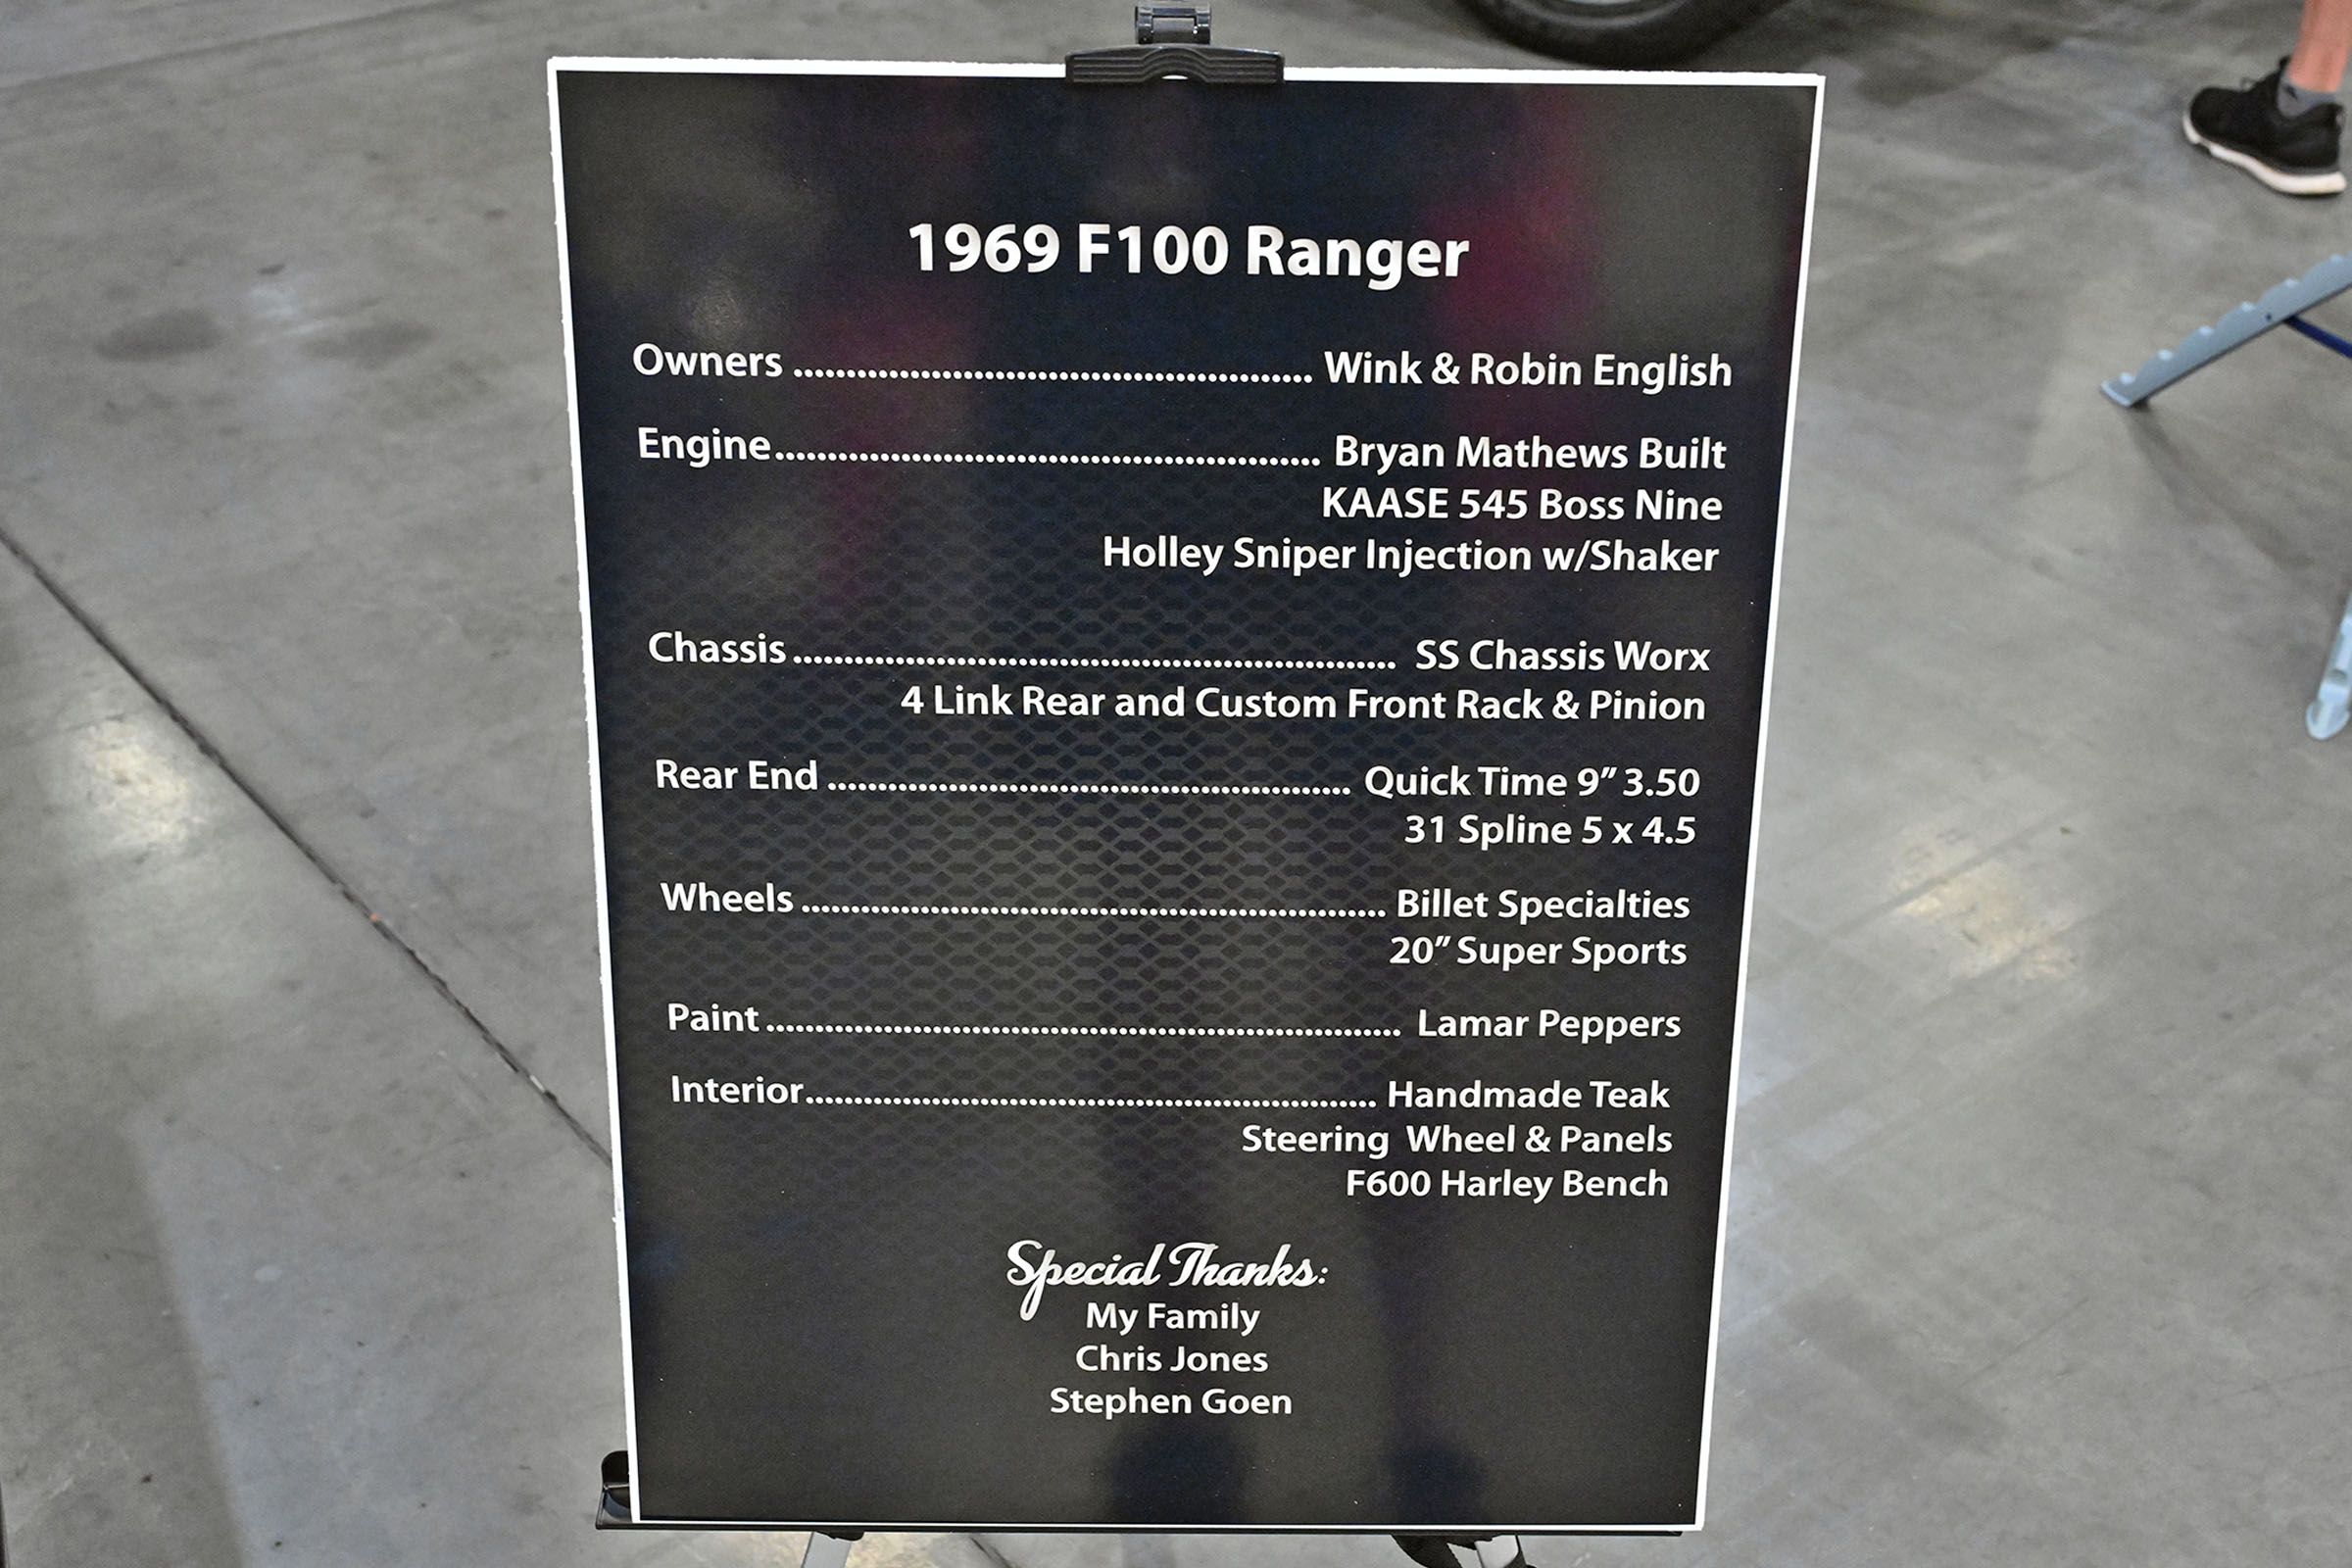 1969 F100 Ranger
Owners ................................................ Wink & Robin English
Engine................................................ Bryan Mathews Built
KAASE 545 Boss Nine
Holley Sniper Injection w/Shaker
Chassis ................................................ SS Chassis Worx
4 Link Rear and Custom Front Rack & Pinion
Rear End ................................................ Quick Time 9” 3.50
31 Spline 5 x 4.5
Wheels ................................................ Billet Specialties
20” Super Sports
Paint ................................................ Lamar Peppers
Interior................................................ Handmade Teak
Steering Wheel & Panels
F600 Harley Bench
Special Thanks:
My Family
Chris Jones
Stephen Goen